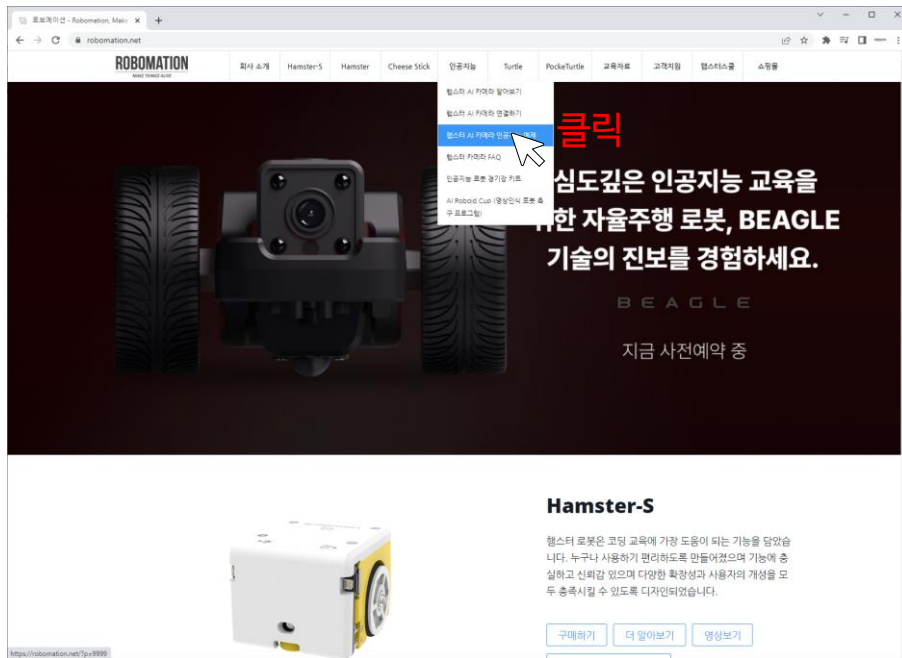 로보메이션 - Robomation, Make
robomation.net
ROBOMATION
MAKE THINGS ALIVE
회사 소개 Hamster-S Hamster Cheese Stick 인공지능 Turtle PockeTurtle 교육자료 고객지원 햄스터스쿨 쇼핑몰
햄스터 AI 카메라 알아보기
햄스터 AI 카메라 연결하기
햄스터 AI 카메라 인공 예제
클릭
햄스터 카메라 FAQ
인공지능 로봇 경기장 키트
AI Roboid Cup (영상인식 로봇 축
구 프로그램)
심도깊은 인공지능 교육을
한 자율주행 로봇, BEAGLE
기술의 진보를 경험하세요.
BEAGLE
지금 사전예약 중
Hamster-S
햄스터 로봇은 코딩 교육에 가장 도움이 되는 기능을 담았습
니다. 누구나 사용하기 편리하도록 만들어졌으며 기능에 충
실하고 신뢰감 있으며 다양한 확장성과 사용자의 개성을 모
두 충족시킬 수 있도록 디자인되었습니다.
구매하기 더 알아보기 영상보기
https://robomation.net/?p=9999